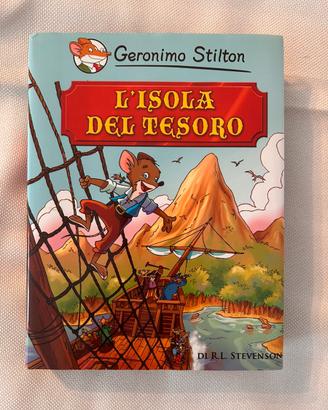 Geronimo Stilton
L'ISOLA
DEL TESORO
DI R.L. STEVENSON